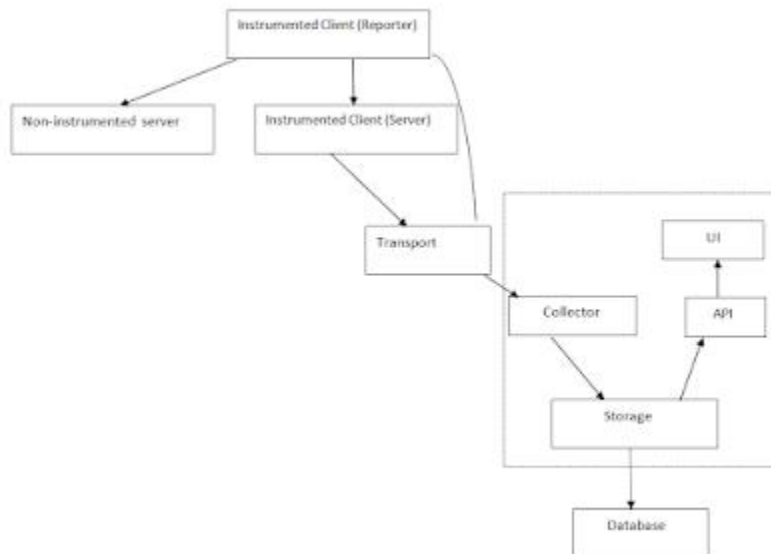 Instrumented Client (Reporter)
Non-instrumented server
Instrumented Client (Server)
Transport
UI
Collector
API
Storage
Database